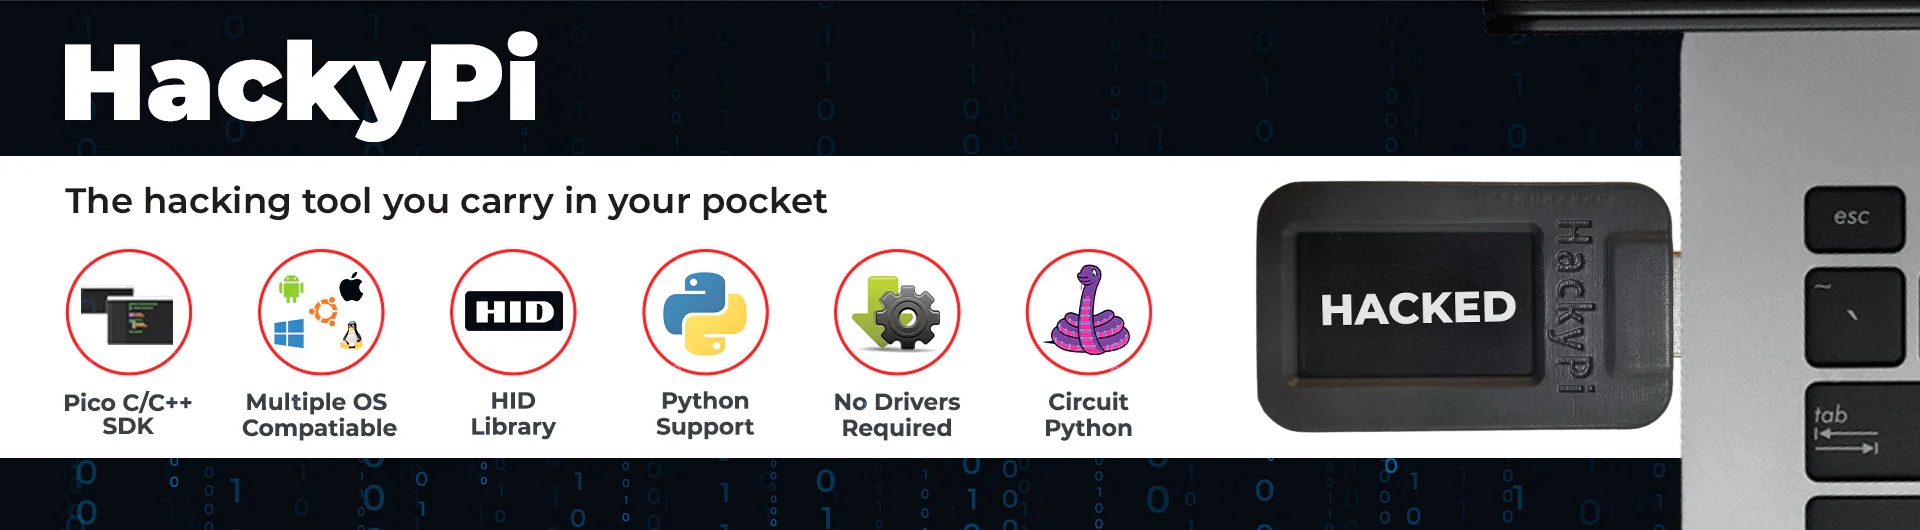 HackyPi
The hacking tool you carry in your pocket
HID
Pico C/C++
SDK
Multiple OS
Compatiable
HID
Library
Python
Support
No Drivers
Required
Circuit
Python
HACKED
HackyPi
esc
~
`
tab